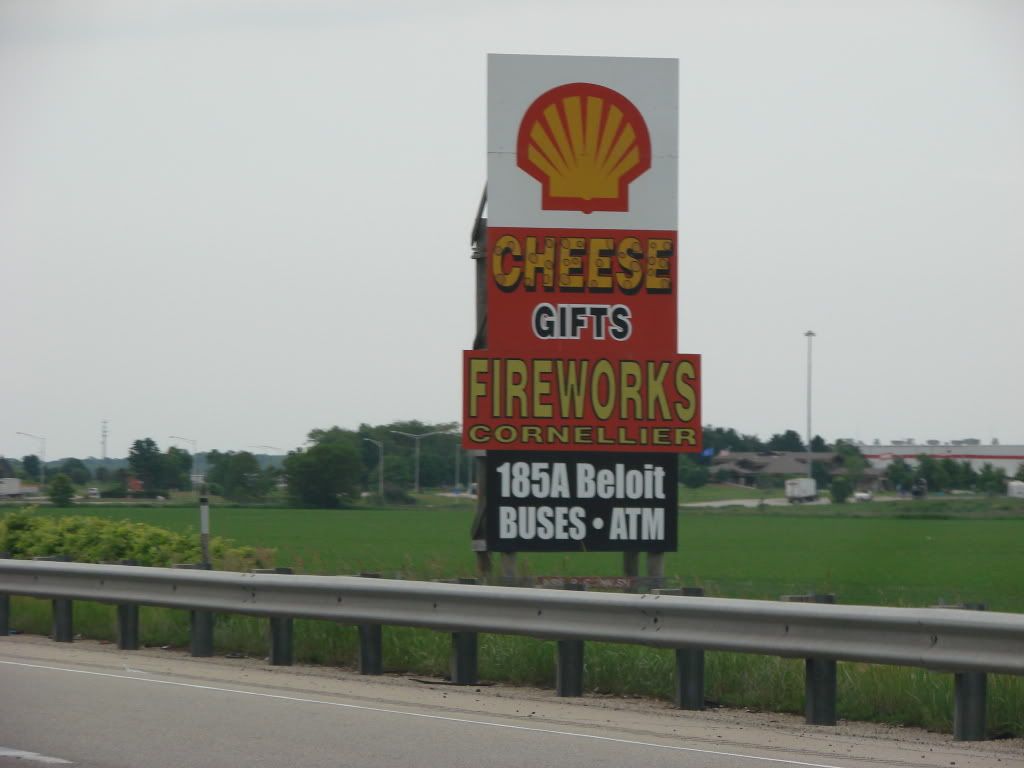 CHEESE
GIFTS
FIREWORKS
CORNELLIER
185A Beloit
BUSES • ATM